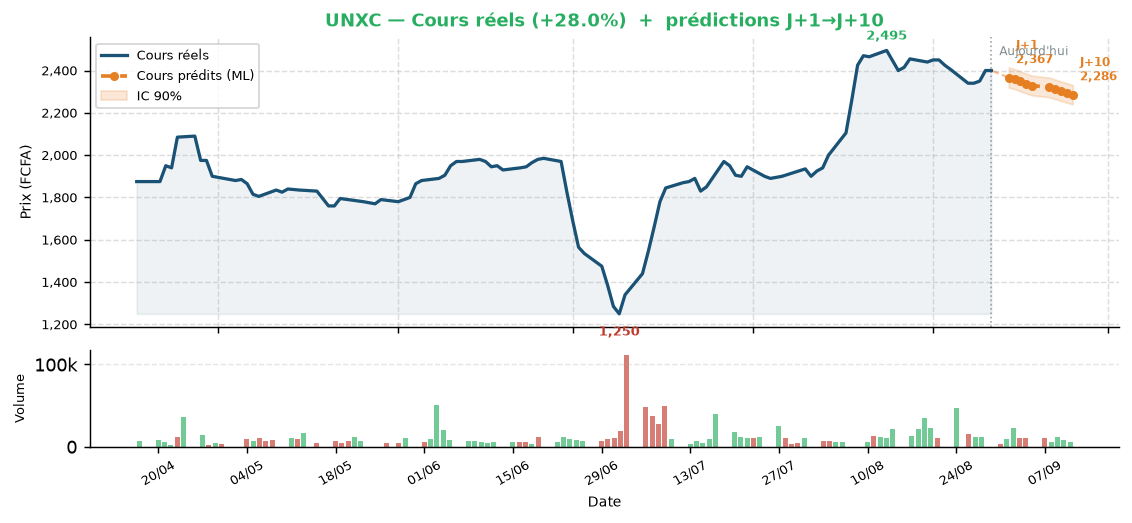 UNXC — Cours réels (+28.0%) + prédictions J+1→J+10
2,495
Aujourd'hui
J+1
2,367
J+10
2,286
Cours réels
Cours prédits (ML)
IC 90%
Prix (FCFA)
2,400
2,200
2,000
1,800
1,600
1,400
1,200
1,250
Volume
100k
0
20/04
04/05
18/05
01/06
15/06
29/06
13/07
27/07
10/08
24/08
07/09
Date